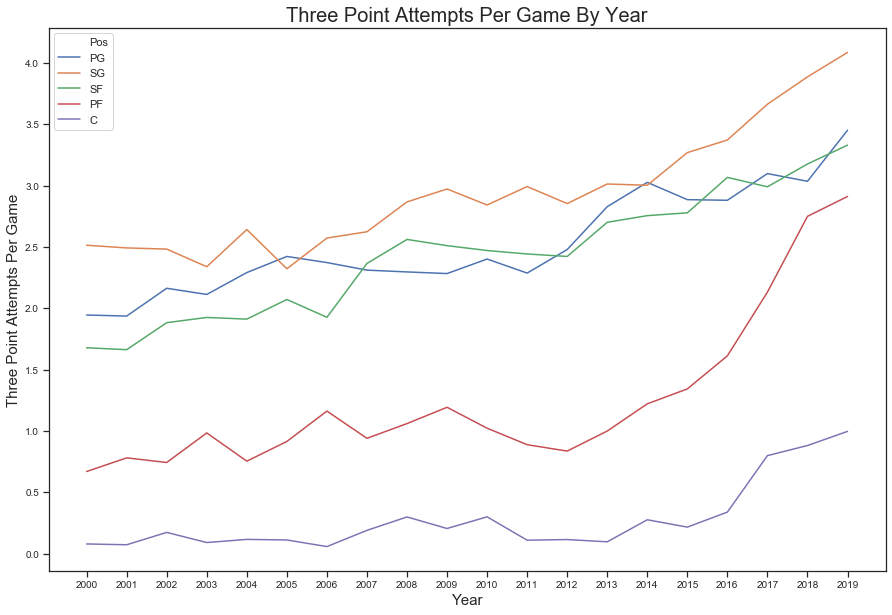 Three Point Attempts Per Game By Year
Pos
PG
SG
SF
PF
C
Three Point Attempts Per Game
4.0
3.5
3.0
2.5
2.0
1.5
1.0
0.5
0.0
2000 2001 2002 2003 2004 2005 2006 2007 2008 2009 2010 2011 2012 2013 2014 2015 2016 2017 2018 2019
Year